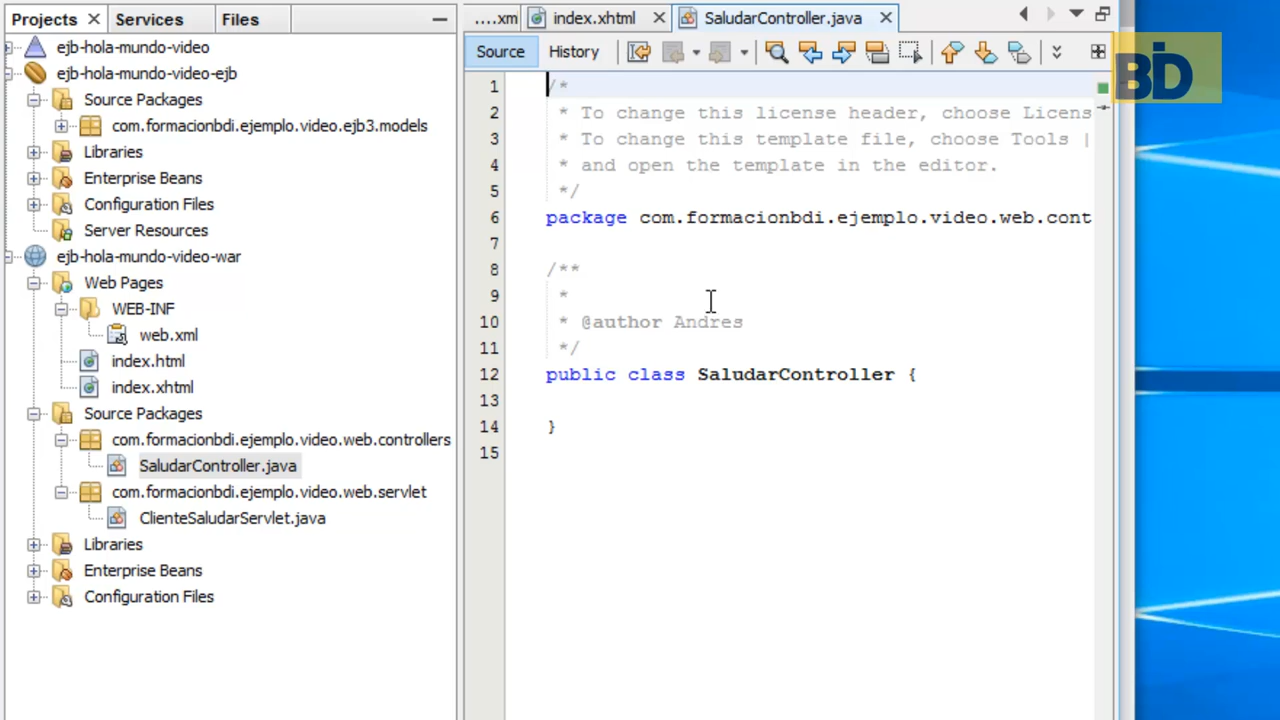 Projects
Services
Files
ejb-hola-mundo-video
ejb-hola-mundo-video-ejb
Source Packages
com.formacionbdi.ejemplo.video.ejb3.models
Libraries
Enterprise Beans
Configuration Files
Server Resources
ejb-hola-mundo-video-war
Web Pages
WEB-INF
web.xml
index.html
index.xhtml
Source Packages
com.formacionbdi.ejemplo.video.web.controllers
SaludarController.java
com.formacionbdi.ejemplo.video.web.servlet
ClienteSaludarServlet.java
Libraries
Enterprise Beans
Configuration Files
....xml
index.xhtml
SaludarController.java
Source
History
BDi
1 /*
2 * To change this license header, choose Licens
3 * To change this template file, choose Tools |
4 * and open the template in the editor.
5 */
6 package com.formacionbdi.ejemplo.video.web.cont
7
8 /**
9 *
10 * @author Andres
11 */
12 public class SaludarController {
13
14 }
15